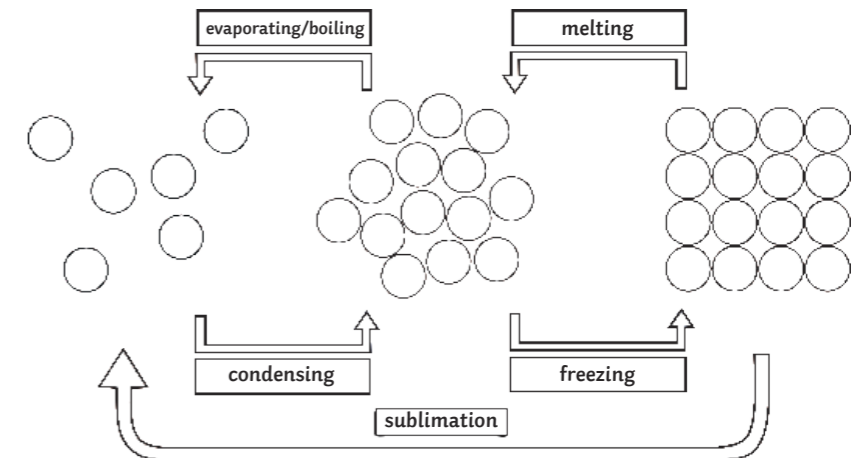 evaporating/boiling
melting
condensing
freezing
sublimation